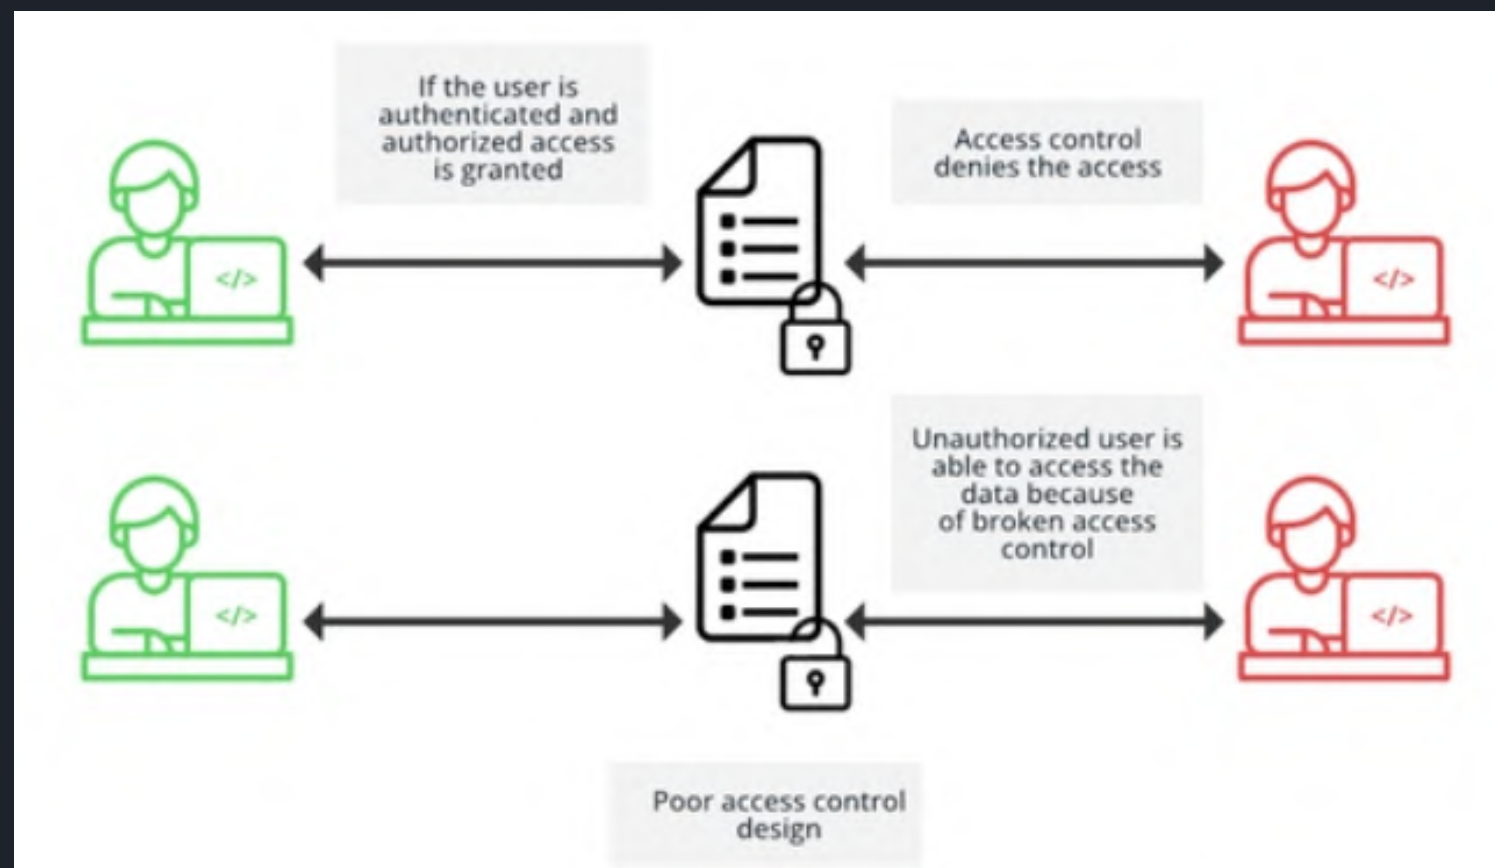 If the user is
authenticated and
authorized access
is granted
Access control
denies the access
</>
</>
Unauthorized user is
able to access the
data because
of broken access
control
</>
</>
Poor access control
design